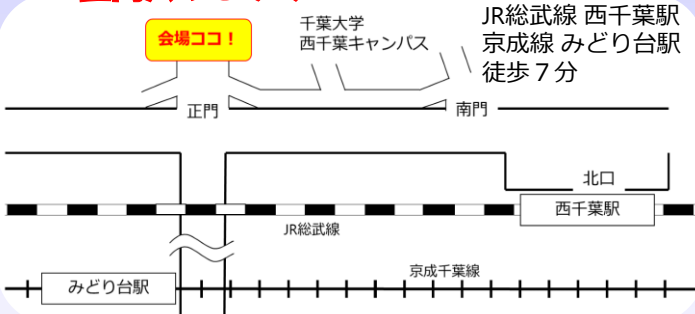 会場ココ！
千葉大学
西千葉キャンパス
JR総武線 西千葉駅
京成線 みどり台駅
徒歩７分
正門
南門
北口
西千葉駅
JR総武線
京成千葉線
みどり台駅